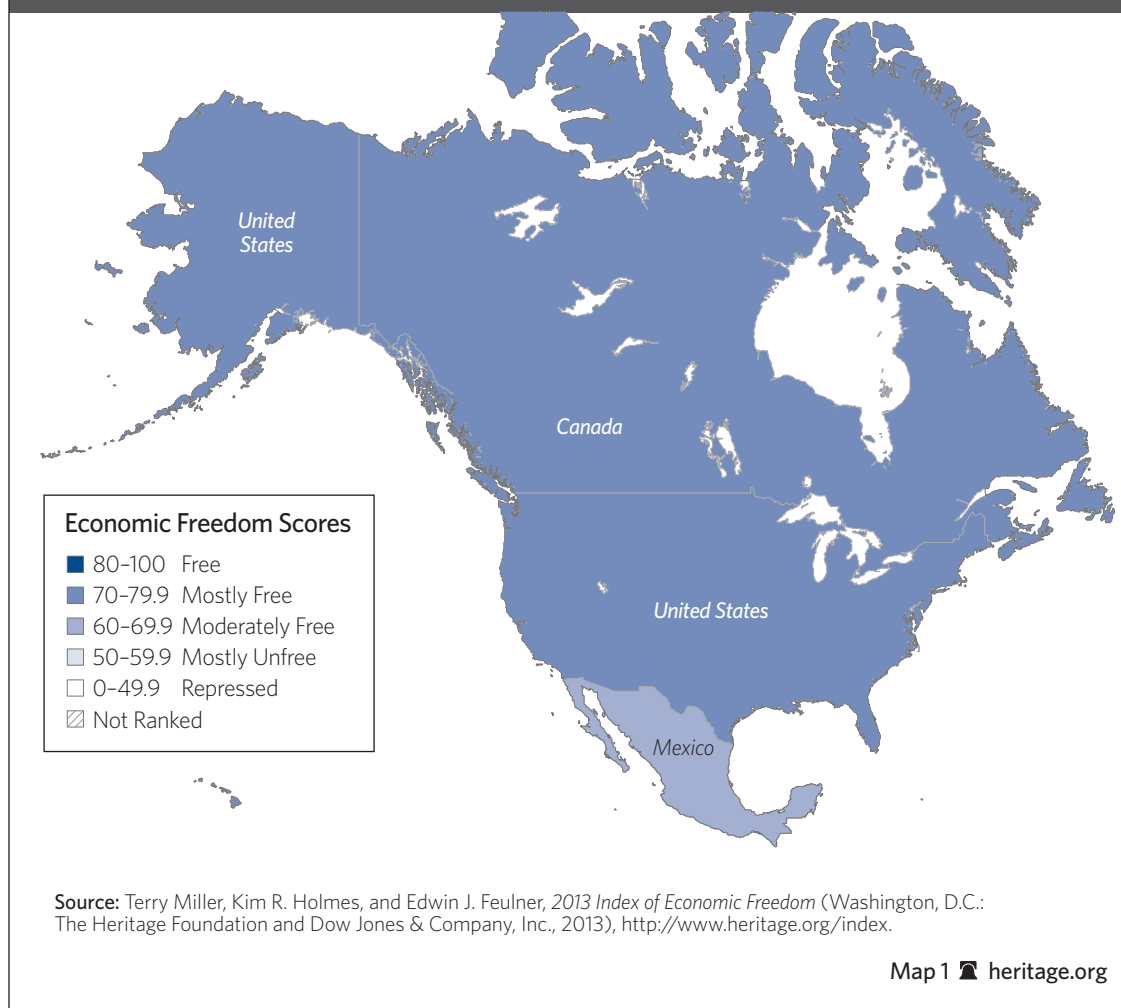 United
States
Canada
United States
Mexico
Economic Freedom Scores
80–100 Free
70–79.9 Mostly Free
60–69.9 Moderately Free
50–59.9 Mostly Unfree
0–49.9 Repressed
Not Ranked
Source: Terry Miller, Kim R. Holmes, and Edwin J. Feulner, 2013 Index of Economic Freedom (Washington, D.C.:
The Heritage Foundation and Dow Jones & Company, Inc., 2013), http://www.heritage.org/index.
Map 1 heritage.org